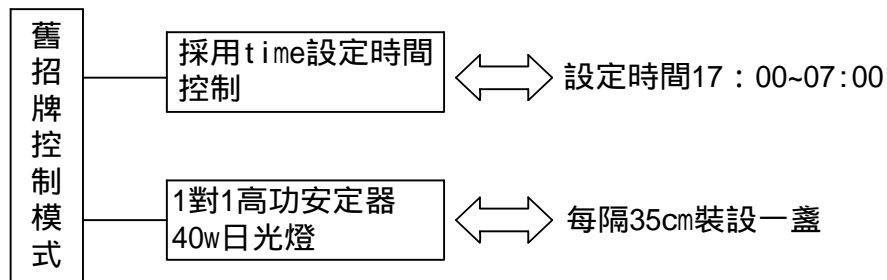 舊招牌控制模式
採用time設定時間
控制
設定時間17：00~07:00
1對1高功安定器
40w日光燈
每隔35cm裝設一盞